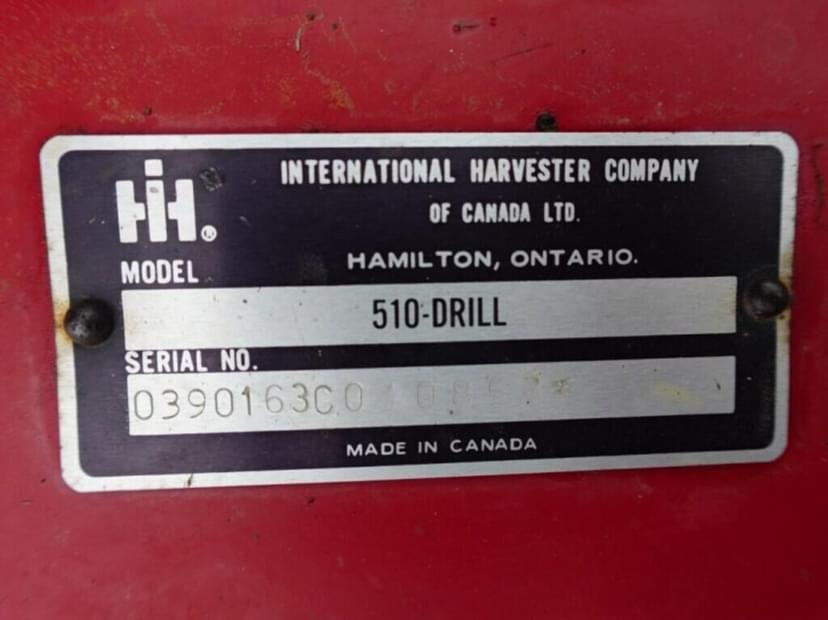 IH®
INTERNATIONAL HARVESTER COMPANY
OF CANADA LTD.
HAMILTON, ONTARIO.
MODEL
510-DRILL
SERIAL NO.
0390163C0
MADE IN CANADA